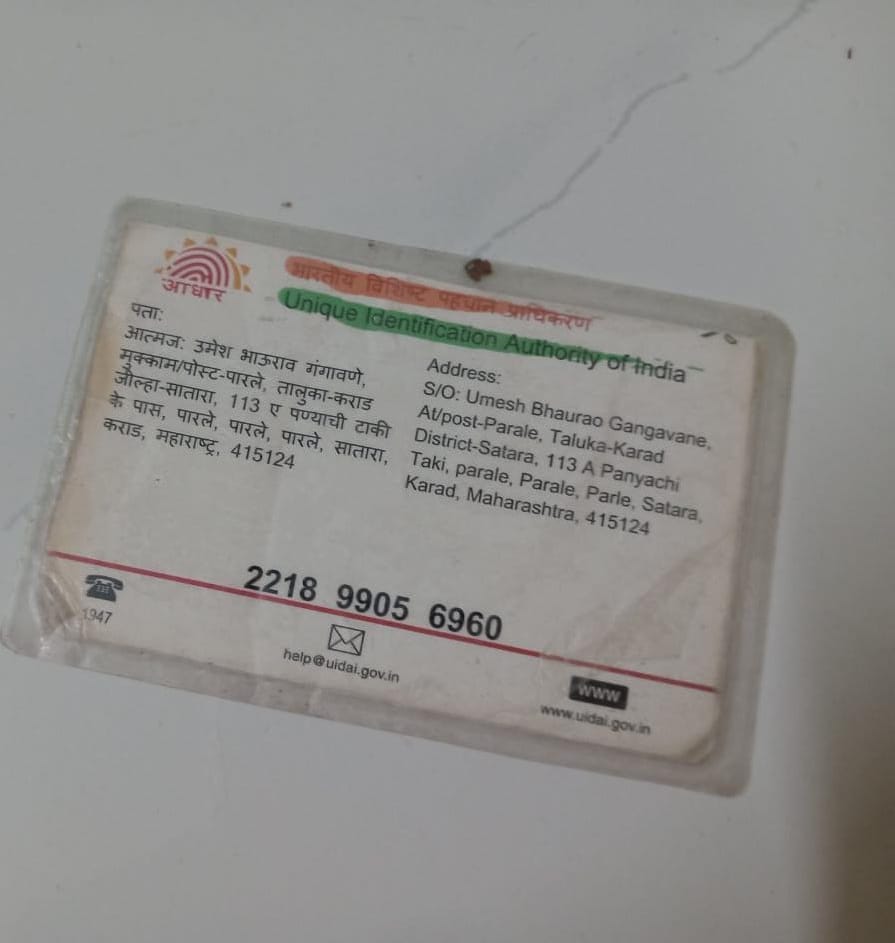 आधार
भारतीय विशिष्ट पहचान प्राधिकरण
Unique Identification Authority of India
पता:
आत्मज: उमेश भाऊराव गंगावणे,
मुक्काम/पोस्ट-पारले, तालुका-कराड
जील्हा-सातारा, 113 ए पण्याची टाकी
के पास, पारले, पारले, पारले, सातारा,
कराड, महाराष्ट्र, 415124
Address:
S/O: Umesh Bhaurao Gangavane,
At/post-Parale, Taluka-Karad
District-Satara, 113 A Panyachi
Taki, parale, Parale, Parle, Satara,
Karad, Maharashtra, 415124
2218 9905 6960
1947
help@uidai.gov.in
www
www.uidai.gov.in